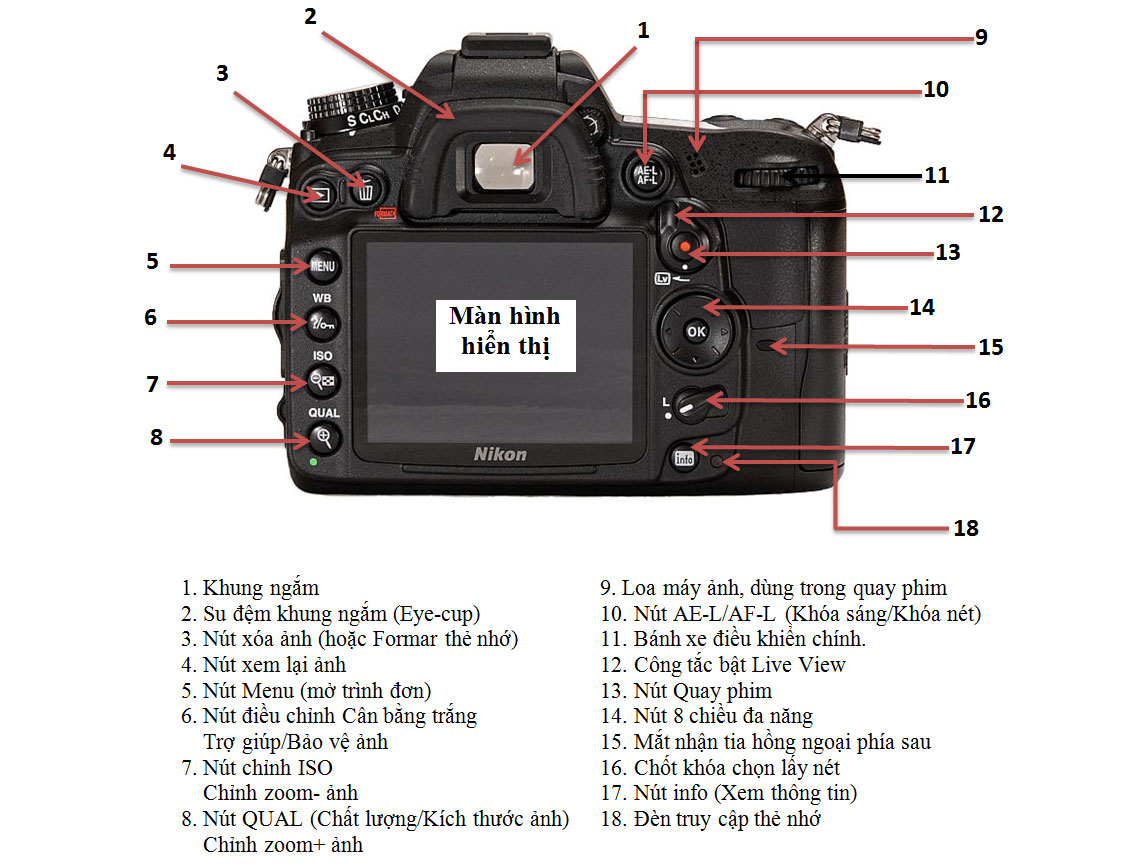 2
1
9
3
10
S CL CH
4
AE-L
AF-L
11
FORMAT
12
5
MENU
13
Lv
WB
6
?/
Màn hình
hiển thị
14
OK
15
ISO
7
L
16
QUAL
8
Nikon
info
17
18
1. Khung ngắm
2. Su đệm khung ngắm (Eye-cup)
3. Nút xóa ảnh (hoặc Formar thẻ nhớ)
4. Nút xem lại ảnh
5. Nút Menu (mở trình đơn)
6. Nút điều chỉnh Cân bằng trắng
Trợ giúp/Bảo vệ ảnh
7. Nút chỉnh ISO
Chỉnh zoom- ảnh
8. Nút QUAL (Chất lượng/Kích thước ảnh)
Chỉnh zoom+ ảnh
9. Loa máy ảnh, dùng trong quay phim
10. Nút AE-L/AF-L (Khóa sáng/Khóa nét)
11. Bánh xe điều khiển chính.
12. Công tắc bật Live View
13. Nút Quay phim
14. Nút 8 chiều đa năng
15. Mắt nhận tia hồng ngoại phía sau
16. Chốt khóa chọn lấy nét
17. Nút info (Xem thông tin)
18. Đèn truy cập thẻ nhớ